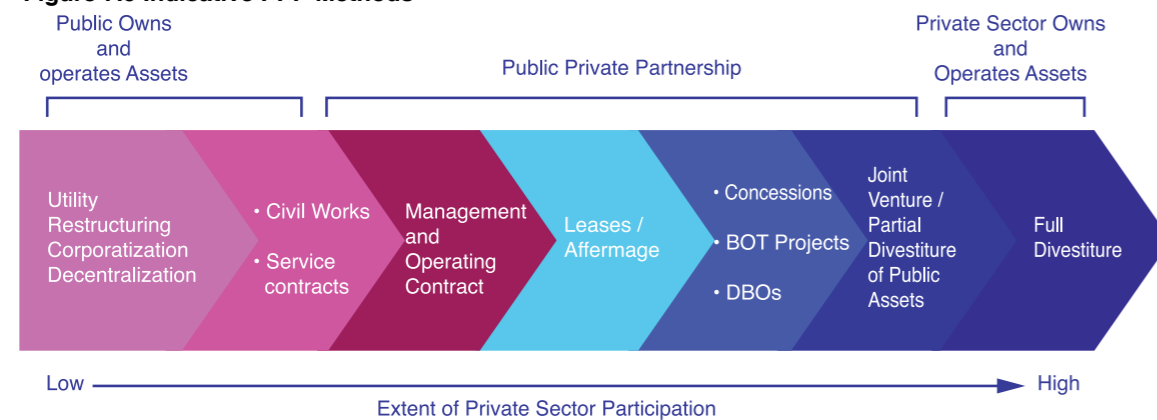 Public Owns
and
operates Assets
Public Private Partnership
Private Sector Owns
and
Operates Assets
Utility
Restructuring
Corporatization
Decentralization
• Civil Works
• Service
contracts
Management
and
Operating
Contract
Leases /
Affermage
• Concessions
• BOT Projects
• DBOs
Joint
Venture /
Partial
Divestiture
of Public
Assets
Full
Divestiture
Low
High
Extent of Private Sector Participation